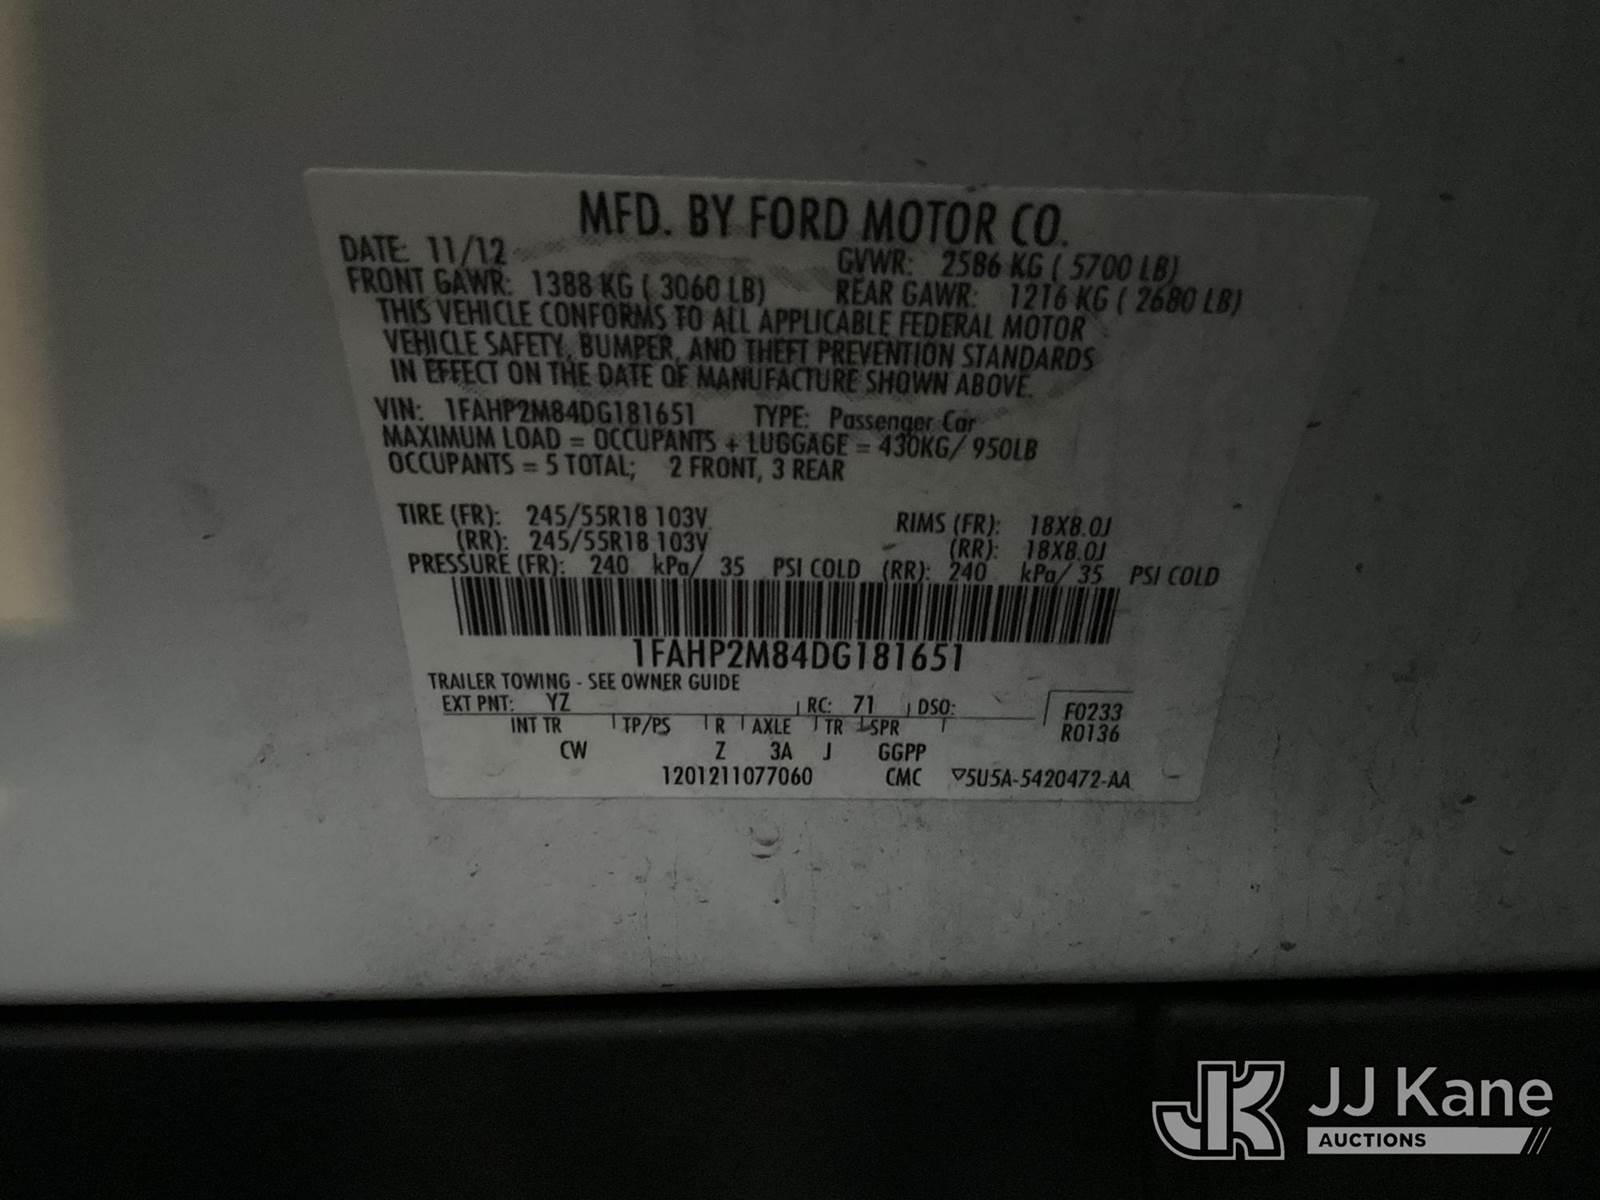 MFD. BY FORD MOTOR CO.
DATE: 11/12 GVWR: 2586 KG ( 5700 LB)
FRONT GAWR: 1388 KG ( 3060 LB) REAR GAWR: 1216 KG ( 2680 LB)
THIS VEHICLE CONFORMS TO ALL APPLICABLE FEDERAL MOTOR
VEHICLE SAFETY, BUMPER, AND THEFT PREVENTION STANDARDS
IN EFFECT ON THE DATE OF MANUFACTURE SHOWN ABOVE.
VIN: 1FAHP2M84DG181651 TYPE: Passenger Car
MAXIMUM LOAD = OCCUPANTS + LUGGAGE = 430KG/ 950LB
OCCUPANTS = 5 TOTAL; 2 FRONT, 3 REAR
TIRE (FR): 245/55R18 103V RIMS (FR): 18X8.0J
(RR): 245/55R18 103V (RR): 18X8.0J
PRESSURE (FR): 240 kPa/ 35 PSI COLD (RR): 240 kPa/ 35 PSI COLD
1FAHP2M84DG181651
TRAILER TOWING - SEE OWNER GUIDE
EXT PNT: YZ RC: 71 DSO: F0233
INT TR TP/PS R AXLE TR SPR R0136
CW Z 3A J GGPP
1201211077060 CMC ▽5U5A-5420472-AA
JK JJ Kane
AUCTIONS